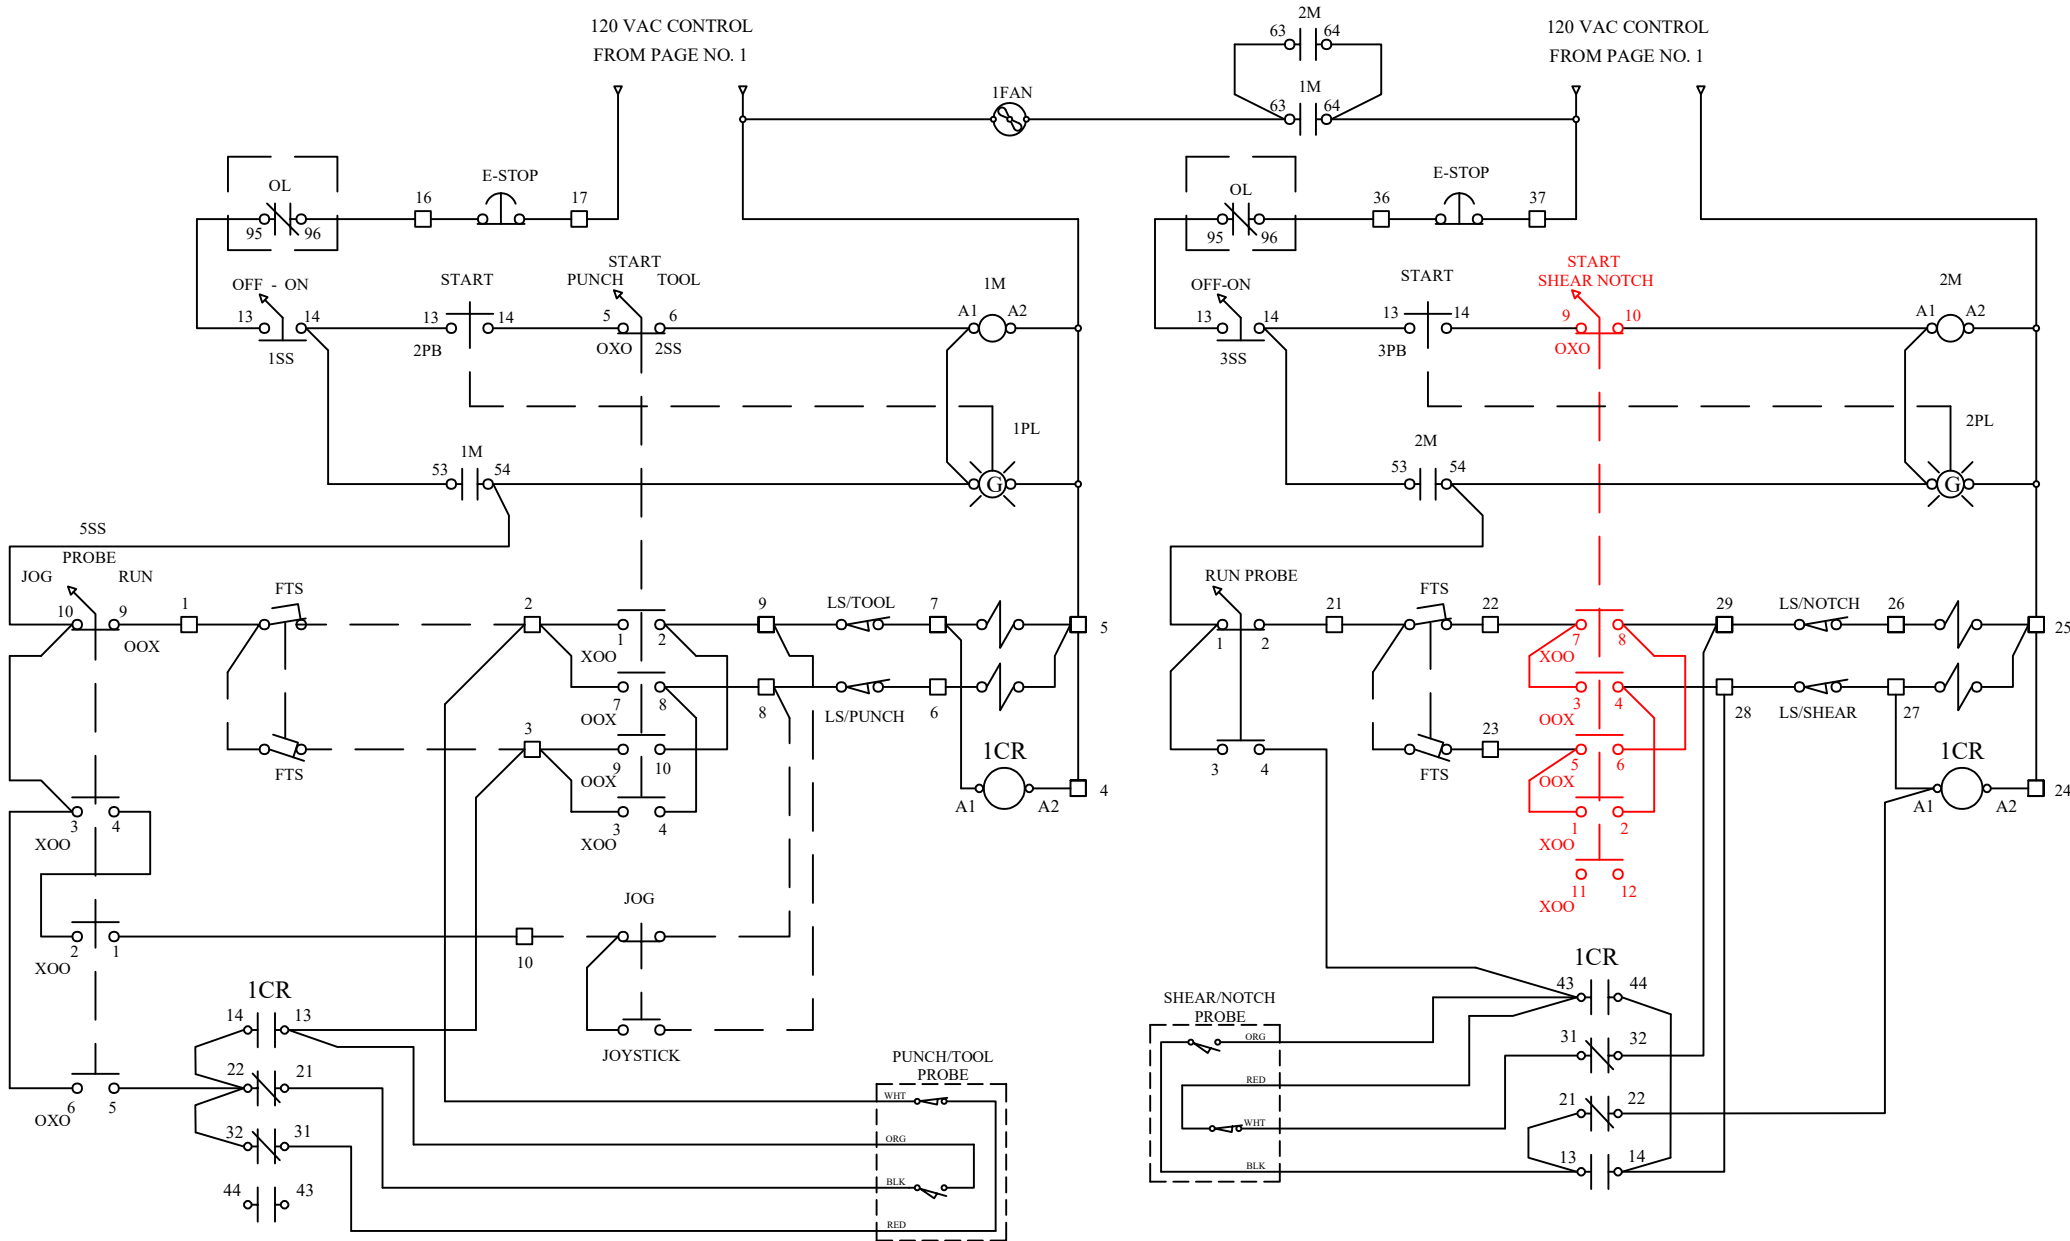 120 VAC CONTROL
FROM PAGE NO. 1
2M
63 64
120 VAC CONTROL
FROM PAGE NO. 1
1FAN
1M
63 64
OL
95 96
16
E-STOP
17
OL
95 96
36
E-STOP
37
OFF - ON
13 14
1SS
START
13 14
2PB
START
PUNCH TOOL
5 6
OXO 2SS
1M
A1 A2
OFF-ON
13 14
3SS
START
13 14
3PB
START
SHEAR NOTCH
9 10
OXO
2M
A1 A2
1PL
G
1M
53 54
2PL
G
2M
53 54
5SS
PROBE
JOG RUN
10 9
OOX
1
FTS
2
1 2
XOO
9
LS/TOOL
7
5
7 8
OOX
8
LS/PUNCH
6
FTS
3
9 10
OOX
3 4
XOO
1CR
A1 A2
4
RUN PROBE
1 2
21
FTS
22
7 8
XOO
29
LS/NOTCH
26
25
3 4
OOX
28
LS/SHEAR
27
3 4
FTS
23
5 6
OOX
1 2
XOO
11 12
XOO
1CR
A1 A2
24
3 4
XOO
2 1
XOO
10
JOG
JOYSTICK
6 5
OXO
1CR
14 13
22 21
32 31
44 43
PUNCH/TOOL
PROBE
WHT
ORG
BLK
RED
SHEAR/NOTCH
PROBE
ORG
RED
WHT
BLK
1CR
43 44
31 32
21 22
13 14